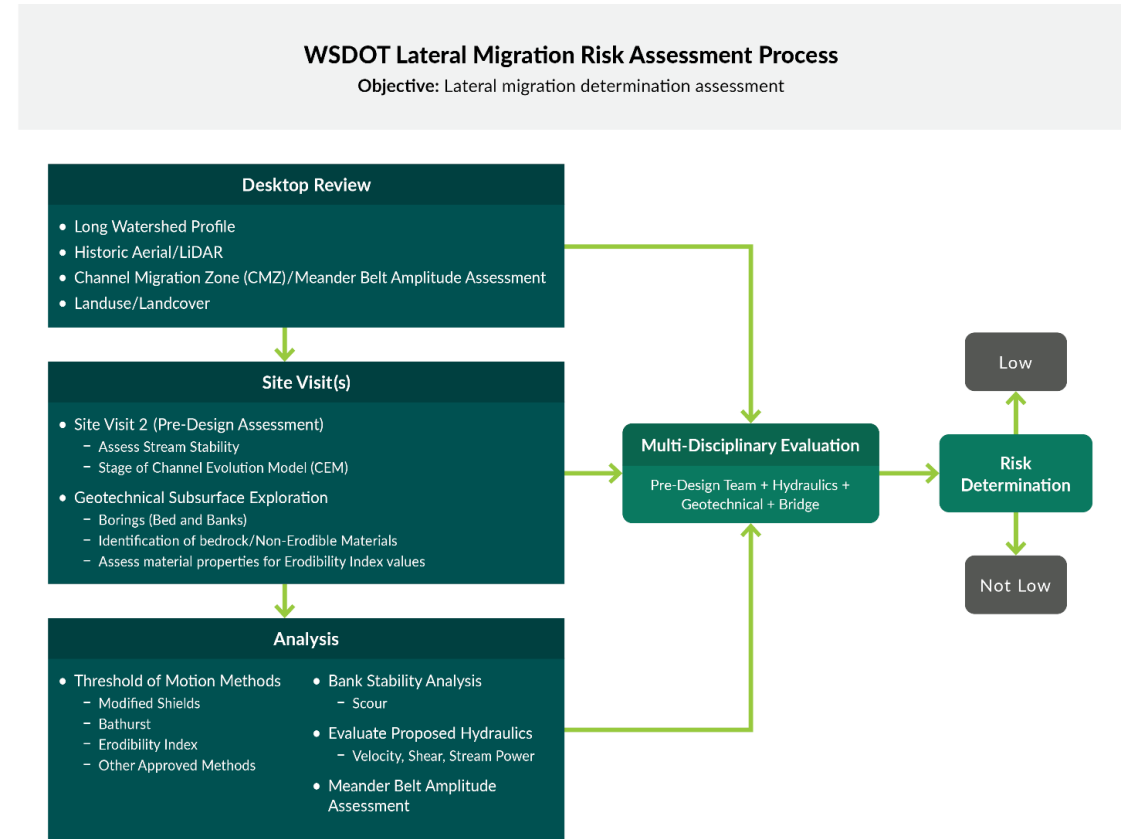 WSDOT Lateral Migration Risk Assessment Process
Objective: Lateral migration determination assessment
Desktop Review
• Long Watershed Profile
• Historic Aerial/LiDAR
• Channel Migration Zone (CMZ)/Meander Belt Amplitude Assessment
• Landuse/Landcover
Site Visit(s)
• Site Visit 2 (Pre-Design Assessment)
– Assess Stream Stability
– Stage of Channel Evolution Model (CEM)
• Geotechnical Subsurface Exploration
– Borings (Bed and Banks)
– Identification of bedrock/Non-Erodible Materials
– Assess material properties for Erodibility Index values
Analysis
• Threshold of Motion Methods
– Modified Shields
– Bathurst
– Erodibility Index
– Other Approved Methods
• Bank Stability Analysis
– Scour
• Evaluate Proposed Hydraulics
– Velocity, Shear, Stream Power
• Meander Belt Amplitude
Assessment
Multi-Disciplinary Evaluation
Pre-Design Team + Hydraulics +
Geotechnical + Bridge
Risk
Determination
Low
Not Low